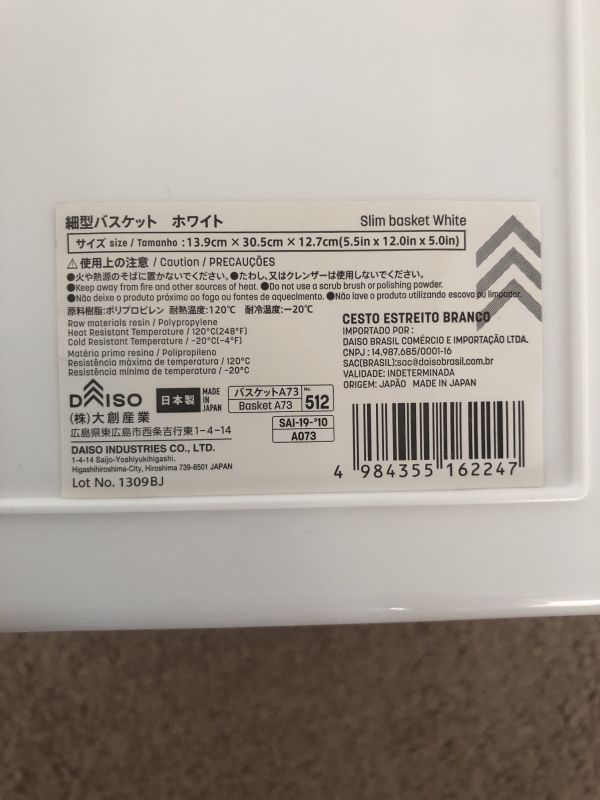 細型バスケット　ホワイト
Slim basket White
サイズ size / Tamanho : 13.9cm × 30.5cm × 12.7cm(5.5in x 12.0in x 5.0in)
⚠使用上の注意 / Caution / PRECAUÇÕES
●火や熱源のそばに置かないでください。●たわし、又はクレンザーは使用しないでください。
●Keep away from fire and other sources of heat. ●Do not use a scrub brush or polishing powder.
●Não deixe o produto próximo ao fogo ou fontes de aquecimento. ●Não lave o produto utilizando escova ou limpador.
原料樹脂：ポリプロピレン　耐熱温度：120℃　耐冷温度：−20℃
Raw materials resin / Polypropylene
Heat Resistant Temperature / 120°C(248°F)
Cold Resistant Temperature / -20°C(-4°F)
Matéria prima resina / Polipropileno
Resistência máxima de temperatura / 120°C
Resistência mínima de temperatura / -20°C
CESTO ESTREITO BRANCO
IMPORTADO POR :
DAISO BRASIL COMÉRCIO E IMPORTAÇÃO LTDA.
CNPJ : 14.987.685/0001-16
SAC(BRASIL):sac@daisobrasil.com.br
VALIDADE: INDETERMINADA
ORIGEM: JAPÃO MADE IN JAPAN
DAISO
日本製
MADE IN JAPAN
バスケットA73
Basket A73
No. 512
SAI-19-'10
A073
(株)大創産業
広島県東広島市西条吉行東1-4-14
DAISO INDUSTRIES CO., LTD.
1-4-14 Saijo-Yoshiyukihigashi,
Higashihiroshima-City, Hiroshima 739-8501 JAPAN
Lot No. 1309BJ
4 984355 162247